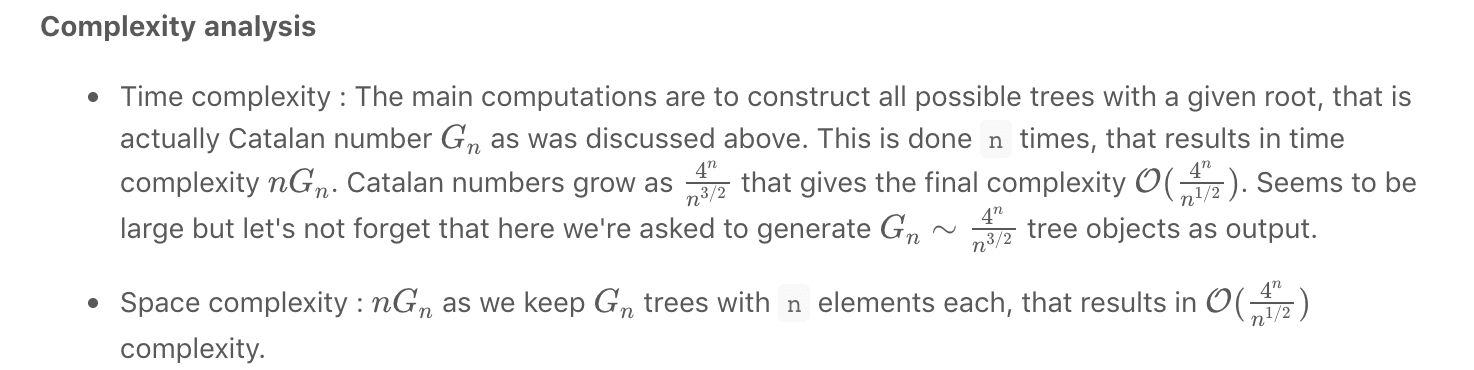 Complexity analysis
• Time complexity : The main computations are to construct all possible trees with a given root, that is
actually Catalan number $G_n$ as was discussed above. This is done n times, that results in time
complexity $nG_n$. Catalan numbers grow as $\frac{4^n}{n^{3/2}}$ that gives the final complexity $\mathcal{O}(\frac{4^n}{n^{1/2}})$. Seems to be
large but let's not forget that here we're asked to generate $G_n \sim \frac{4^n}{n^{3/2}}$ tree objects as output.
• Space complexity : $nG_n$ as we keep $G_n$ trees with n elements each, that results in $\mathcal{O}(\frac{4^n}{n^{1/2}})$
complexity.